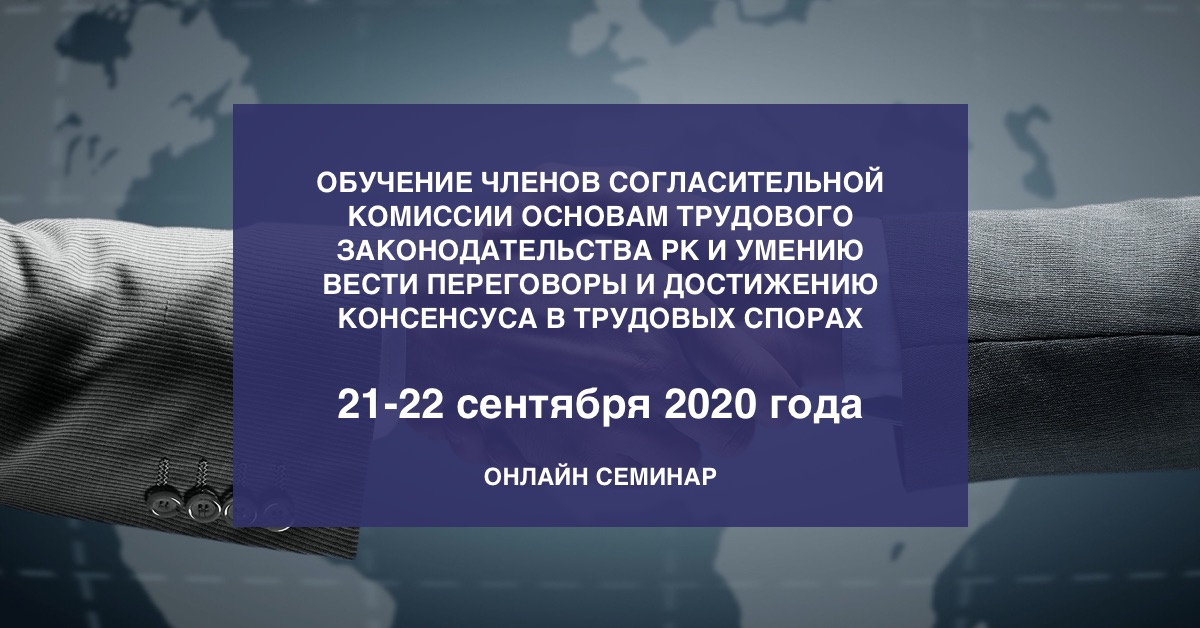 ОБУЧЕНИЕ ЧЛЕНОВ СОГЛАСИТЕЛЬНОЙ
КОМИССИИ ОСНОВАМ ТРУДОВОГО
ЗАКОНОДАТЕЛЬСТВА РК И УМЕНИЮ
ВЕСТИ ПЕРЕГОВОРЫ И ДОСТИЖЕНИЮ
КОНСЕНСУСА В ТРУДОВЫХ СПОРАХ
21-22 сентября 2020 года
ОНЛАЙН СЕМИНАР